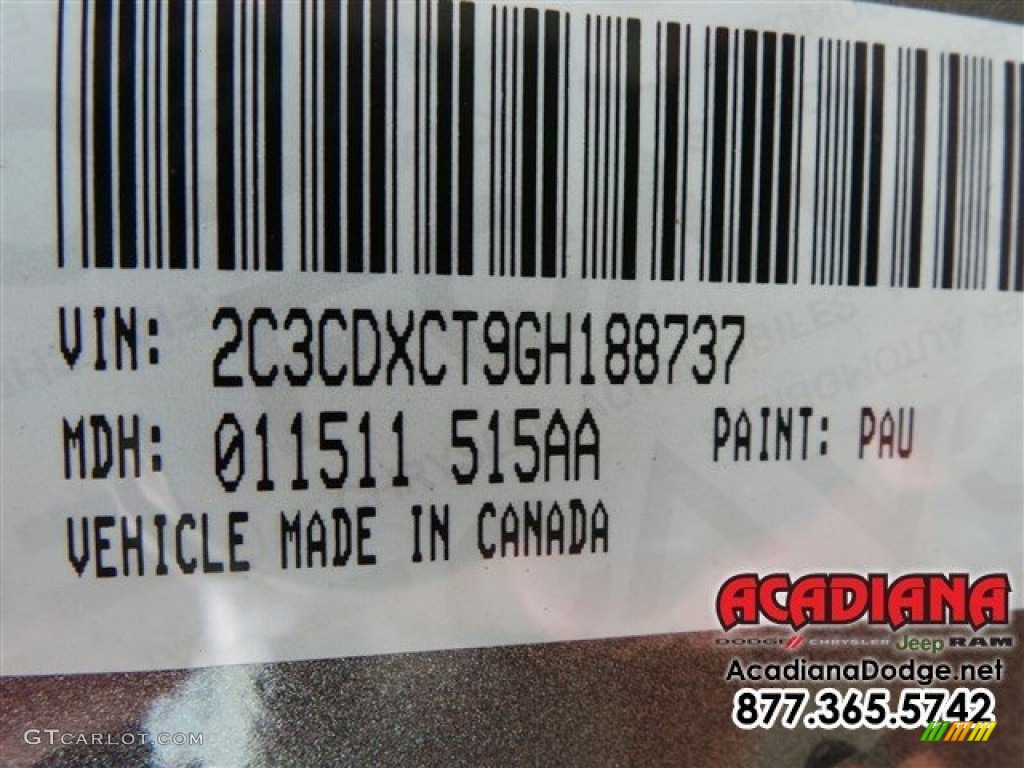 VIN: 2C3CDXCT9GH188737
MDH: 011511 515AA PAINT: PAU
VEHICLE MADE IN CANADA
ACADIANA
DODGE CHRYSLER Jeep RAM
AcadianaDodge.net
877.365.5742
GTCARLOT.COM